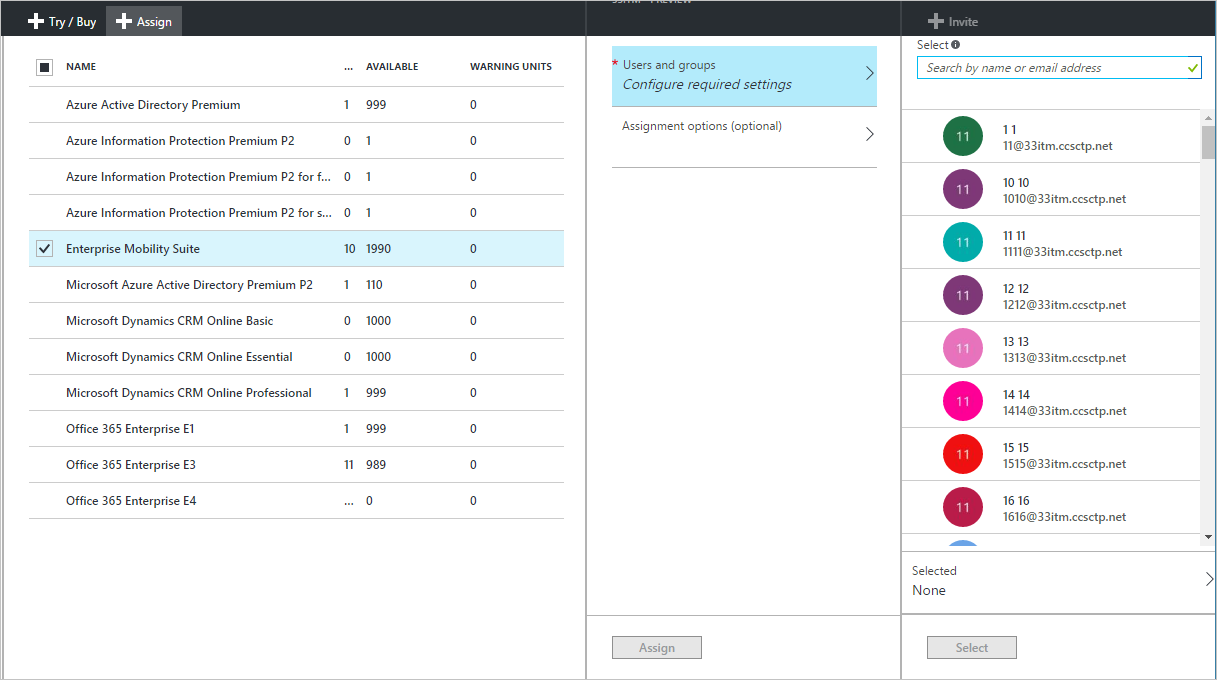 Try / Buy
Assign
NAME ... AVAILABLE WARNING UNITS
Azure Active Directory Premium 1 999 0
Azure Information Protection Premium P2 0 1 0
Azure Information Protection Premium P2 for f... 0 1 0
Azure Information Protection Premium P2 for s... 0 1 0
Enterprise Mobility Suite 10 1990 0
Microsoft Azure Active Directory Premium P2 1 110 0
Microsoft Dynamics CRM Online Basic 0 1000 0
Microsoft Dynamics CRM Online Essential 0 1000 0
Microsoft Dynamics CRM Online Professional 1 999 0
Office 365 Enterprise E1 1 999 0
Office 365 Enterprise E3 11 989 0
Office 365 Enterprise E4 ... 0 0
* Users and groups
Configure required settings
Assignment options (optional)
Assign
Invite
Select
Search by name or email address
11
1 1
11@33itm.ccsctp.net
11
10 10
1010@33itm.ccsctp.net
11
11 11
1111@33itm.ccsctp.net
11
12 12
1212@33itm.ccsctp.net
11
13 13
1313@33itm.ccsctp.net
11
14 14
1414@33itm.ccsctp.net
11
15 15
1515@33itm.ccsctp.net
11
16 16
1616@33itm.ccsctp.net
Selected
None
Select